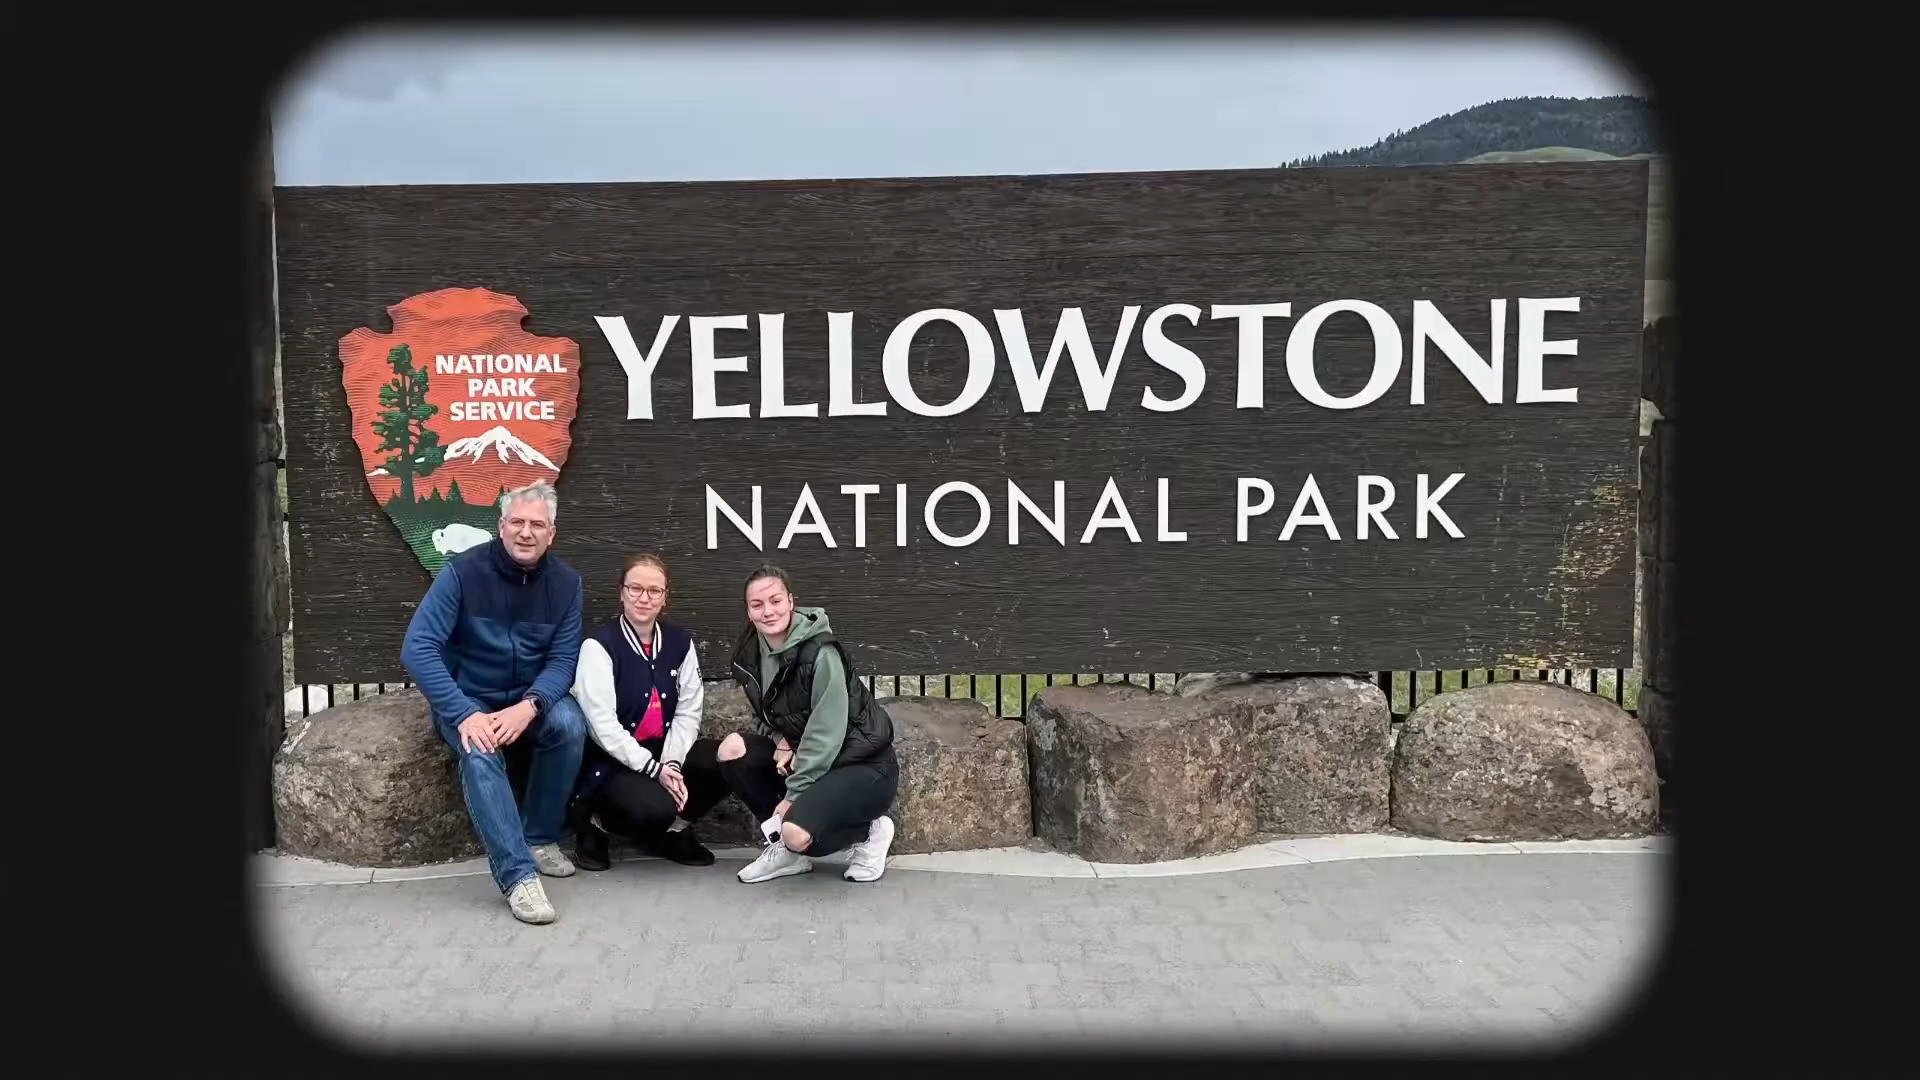 NATIONAL
PARK
SERVICE
YELLOWSTONE
NATIONAL PARK